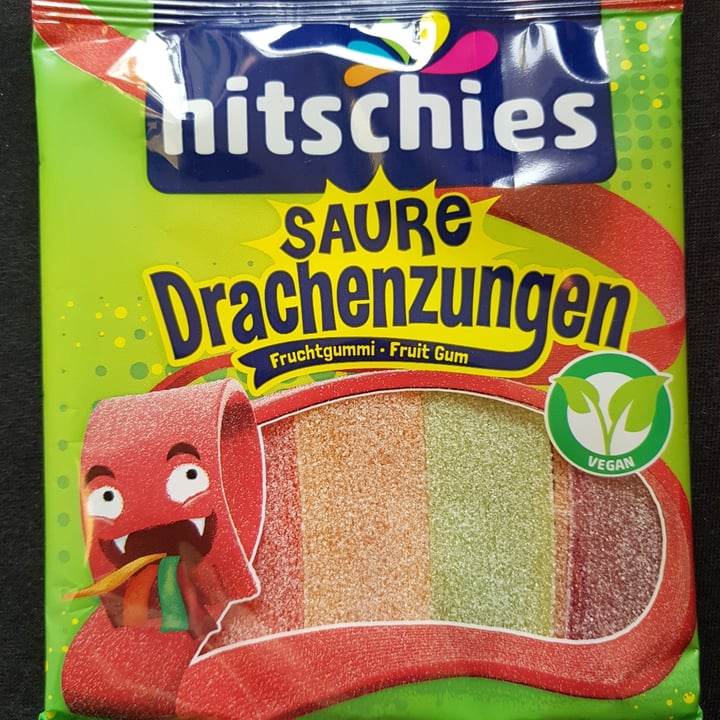 hitschies
SAURe
Drachenzungen
Fruchtgummi · Fruit Gum
VEGAN